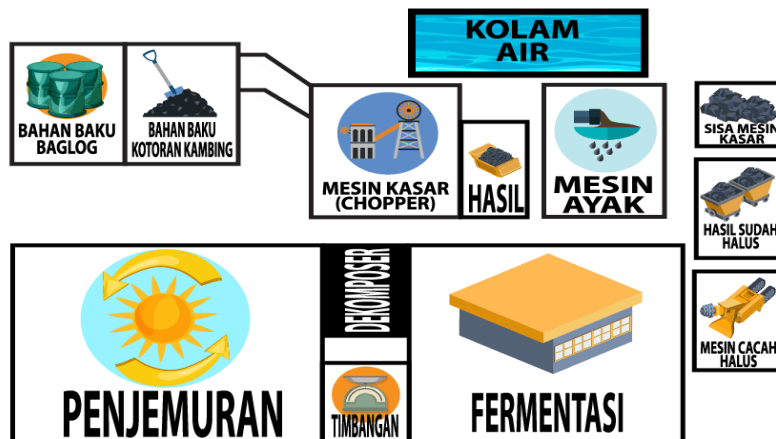 KOLAM
AIR
BAHAN BAKU
BAGLOG
BAHAN BAKU
KOTORAN KAMBING
MESIN KASAR
(CHOPPER)
HASIL
MESIN
AYAK
SISA MESIN
KASAR
HASIL SUDAH
HALUS
MESIN CACAH
HALUS
PENJEMURAN
DEKOMPOSER
TIMBANGAN
FERMENTASI